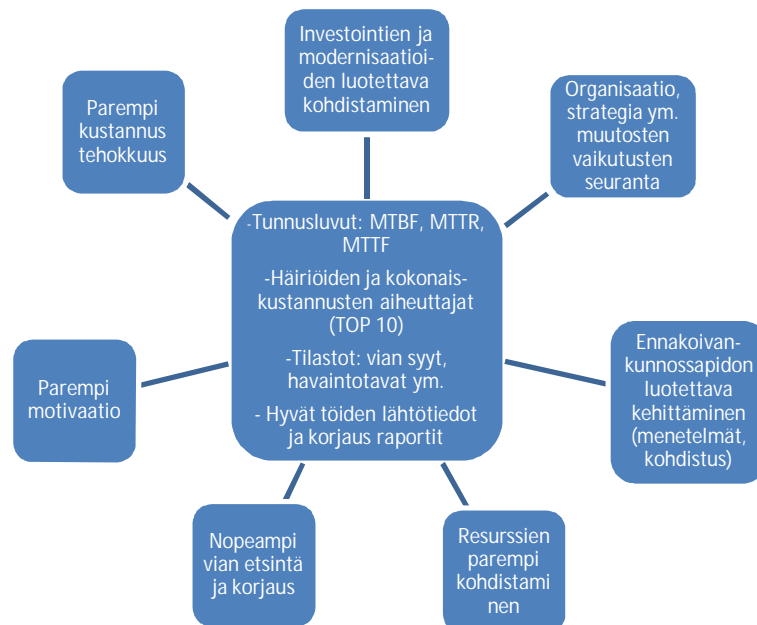 Investointien ja
modernisaatioi-
den luotettava
kohdistaminen
Parempi
kustannus
tehokkuus
Organisaatio,
strategia ym.
muutosten
vaikutusten
seuranta
-Tunnusluvut: MTBF, MTTR,
MTTF
-Häiriöiden ja kokonais-
kustannusten aiheuttajat
(TOP 10)
-Tilastot: vian syyt,
havaintotavat ym.
- Hyvät töiden lähtötiedot
ja korjaus raportit
Parempi
motivaatio
Ennakoivan-
kunnossapidon
luotettava
kehittäminen
(menetelmät,
kohdistus)
Nopeampi
vian etsintä
ja korjaus
Resurssien
parempi
kohdistami
nen